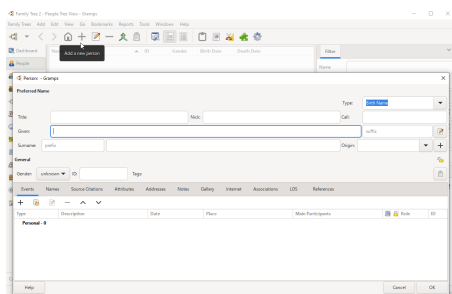 Family Tree 2 - People Tree View - Gramps
Family Trees Add Edit View Go Bookmarks Reports Tools Windows Help
Dashboard
People
Add a new person
ID Gender Birth Date Death Date
Filter
Name
Person: - Gramps
Preferred Name
Type: Birth Name
Title: Nick: Call:
Given: suffix
Surname: prefix Origin:
General
Gender: unknown ID: Tags:
Events Names Source Citations Attributes Addresses Notes Gallery Internet Associations LDS References
Type Description Date Place Main Participants Role ID
Personal - 0
Help Cancel OK